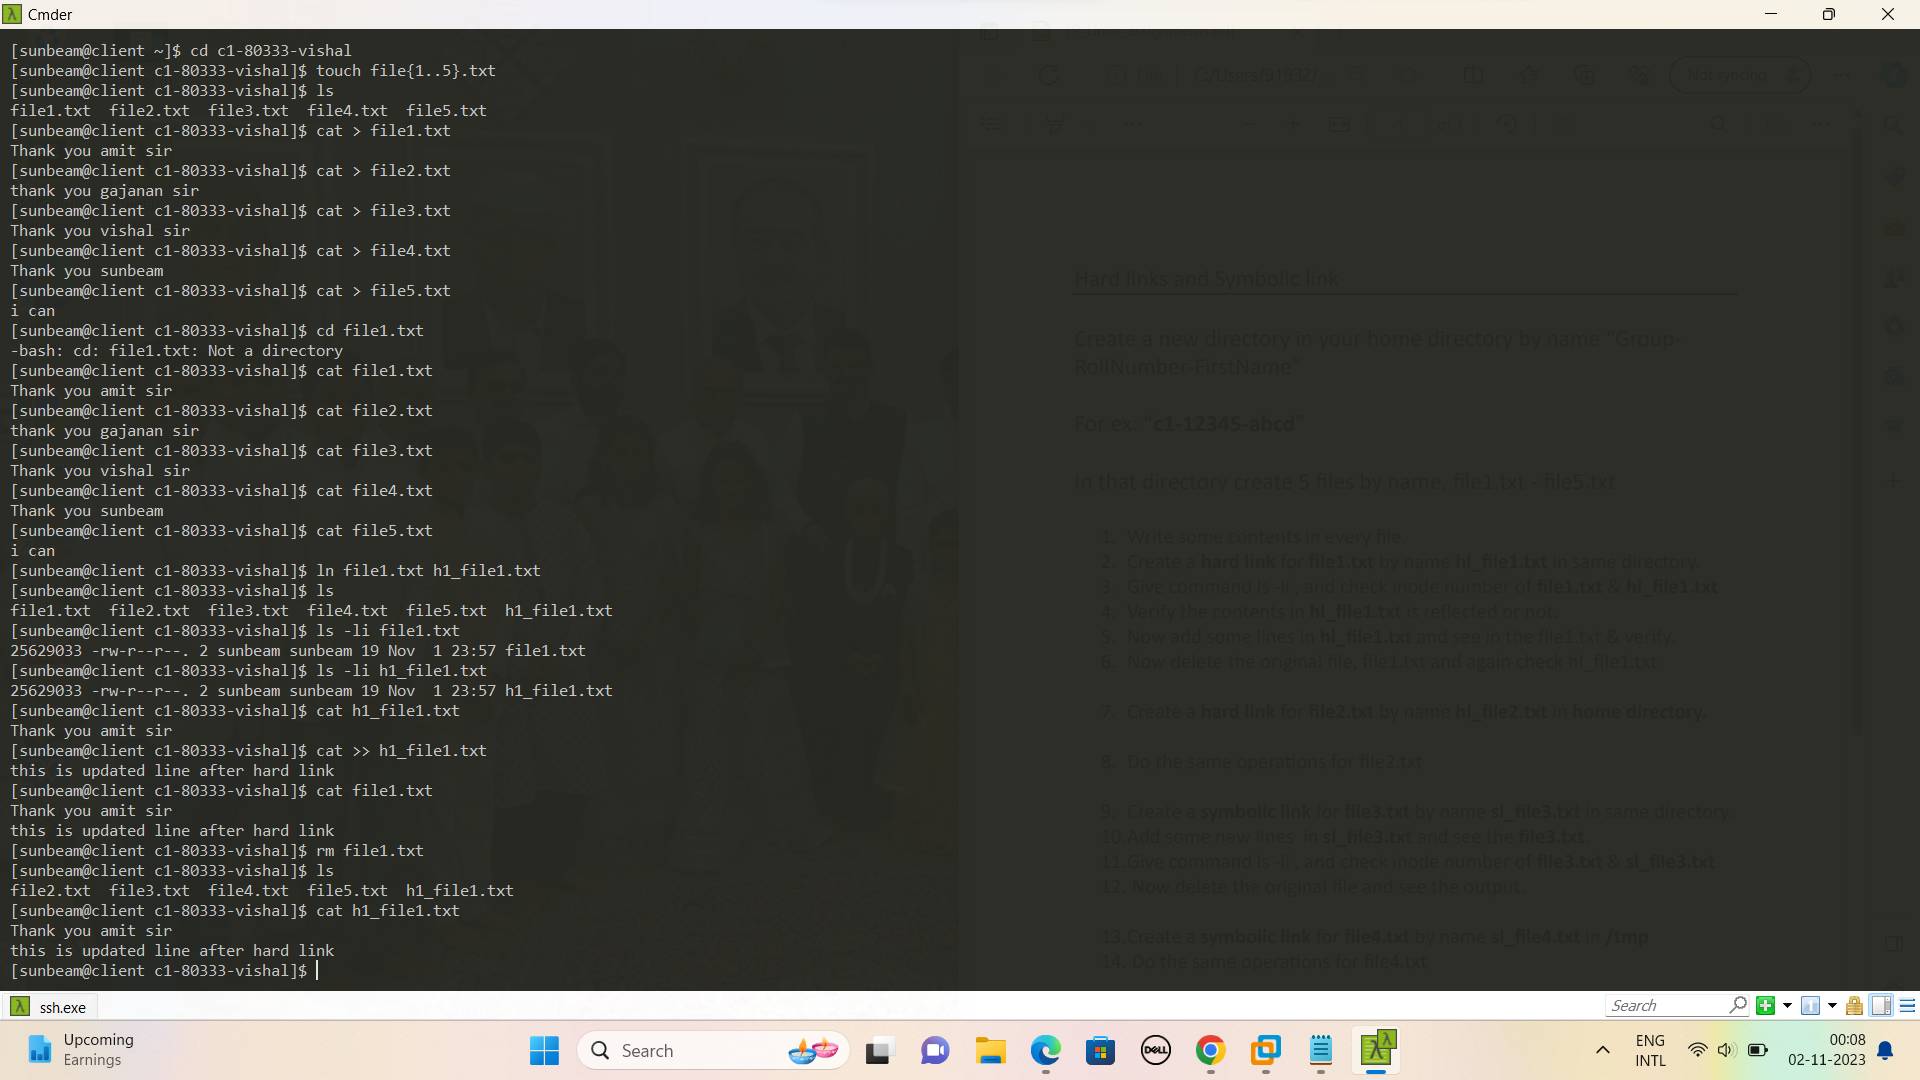 Cmder
[sunbeam@client ~]$ cd c1-80333-vishal
[sunbeam@client c1-80333-vishal]$ touch file{1..5}.txt
[sunbeam@client c1-80333-vishal]$ ls
file1.txt  file2.txt  file3.txt  file4.txt  file5.txt
[sunbeam@client c1-80333-vishal]$ cat > file1.txt
Thank you amit sir
[sunbeam@client c1-80333-vishal]$ cat > file2.txt
thank you gajanan sir
[sunbeam@client c1-80333-vishal]$ cat > file3.txt
Thank you vishal sir
[sunbeam@client c1-80333-vishal]$ cat > file4.txt
Thank you sunbeam
[sunbeam@client c1-80333-vishal]$ cat > file5.txt
i can
[sunbeam@client c1-80333-vishal]$ cd file1.txt
-bash: cd: file1.txt: Not a directory
[sunbeam@client c1-80333-vishal]$ cat file1.txt
Thank you amit sir
[sunbeam@client c1-80333-vishal]$ cat file2.txt
thank you gajanan sir
[sunbeam@client c1-80333-vishal]$ cat file3.txt
Thank you vishal sir
[sunbeam@client c1-80333-vishal]$ cat file4.txt
Thank you sunbeam
[sunbeam@client c1-80333-vishal]$ cat file5.txt
i can
[sunbeam@client c1-80333-vishal]$ ln file1.txt h1_file1.txt
[sunbeam@client c1-80333-vishal]$ ls
file1.txt  file2.txt  file3.txt  file4.txt  file5.txt  h1_file1.txt
[sunbeam@client c1-80333-vishal]$ ls -li file1.txt
25629033 -rw-r--r--. 2 sunbeam sunbeam 19 Nov  1 23:57 file1.txt
[sunbeam@client c1-80333-vishal]$ ls -li h1_file1.txt
25629033 -rw-r--r--. 2 sunbeam sunbeam 19 Nov  1 23:57 h1_file1.txt
[sunbeam@client c1-80333-vishal]$ cat h1_file1.txt
Thank you amit sir
[sunbeam@client c1-80333-vishal]$ cat >> h1_file1.txt
this is updated line after hard link
[sunbeam@client c1-80333-vishal]$ cat file1.txt
Thank you amit sir
this is updated line after hard link
[sunbeam@client c1-80333-vishal]$ rm file1.txt
[sunbeam@client c1-80333-vishal]$ ls
file2.txt  file3.txt  file4.txt  file5.txt  h1_file1.txt
[sunbeam@client c1-80333-vishal]$ cat h1_file1.txt
Thank you amit sir
this is updated line after hard link
[sunbeam@client c1-80333-vishal]$
File C:/Users/91932/
Not syncing
Hard links and Symbolic link
Create a new directory in your home directory by name "Group-
RollNumber-FirstName"
For ex: "c1-12345-abcd"
In that directory create 5 files by name, file1.txt - file5.txt
1. Write some contents in every file.
2. Create a hard link for file1.txt by name hl_file1.txt in same directory.
3. Give command ls -li , and check inode number of file1.txt & hl_file1.txt
4. Verify the contents in hl_file1.txt is reflected or not.
5. Now add some lines in hl_file1.txt and see in the file1.txt & verify.
6. Now delete the original file, file1.txt and again check hl_file1.txt
7. Create a hard link for file2.txt by name hl_file2.txt in home directory.
8. Do the same operations for file2.txt
9. Create a symbolic link for file3.txt by name sl_file3.txt in same directory.
10.Add some new lines in sl_file3.txt and see the file3.txt.
11.Give command ls -li , and check inode number of file3.txt & sl_file3.txt
12. Now delete the original file and see the output.
13.Create a symbolic link for file4.txt by name sl_file4.txt in /tmp
14. Do the same operations for file4.txt
ssh.exe
Search
Upcoming
Earnings
Search
DELL
ENG
INTL
00:08
02-11-2023